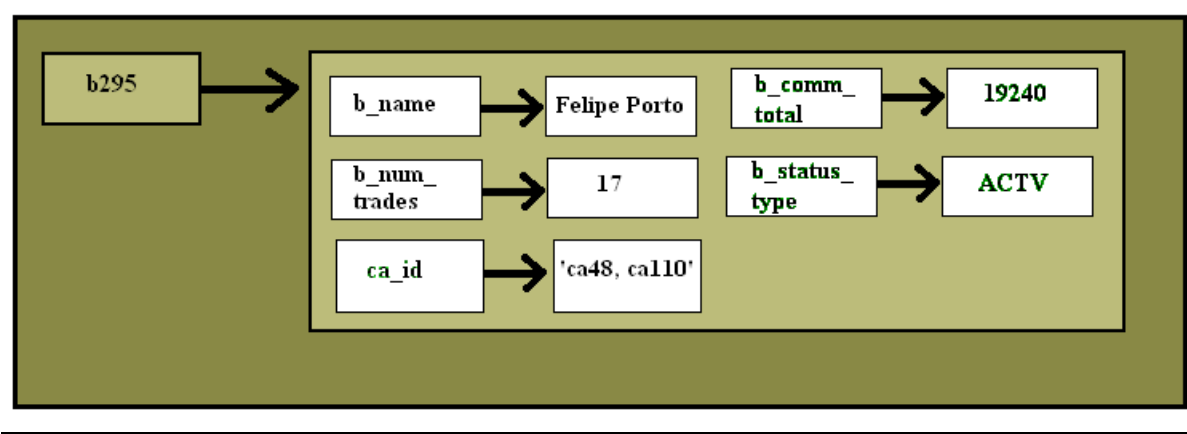 b295
b_name
Felipe Porto
b_comm_
total
19240
b_num_
trades
17
b_status_
type
ACTV
ca_id
'ca48, ca110'